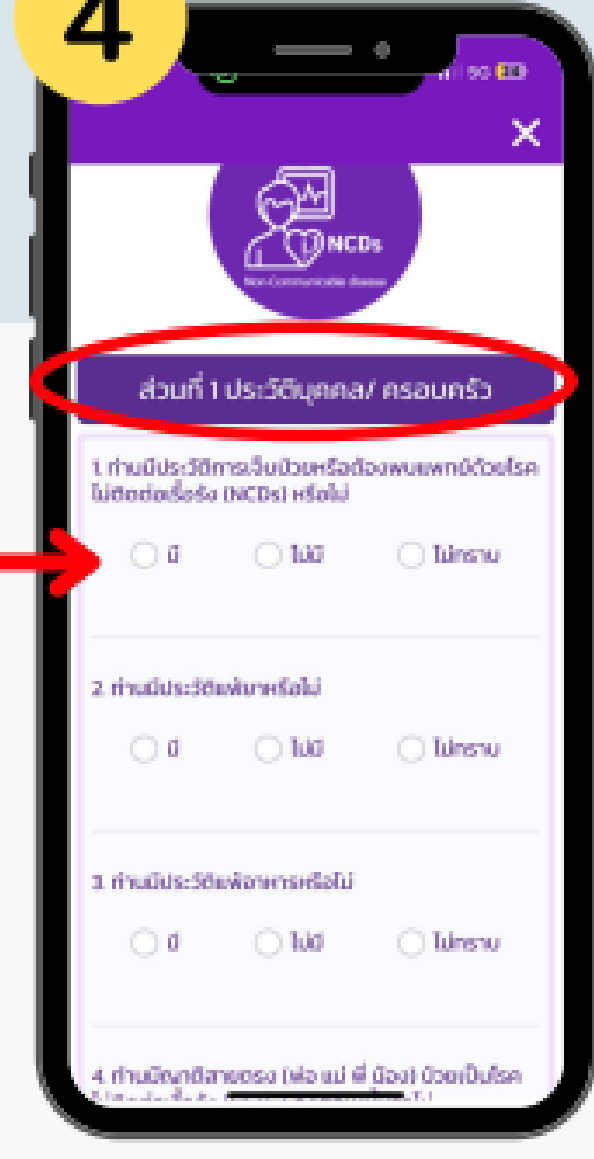 4
5G
NCDs
Non-Communicable disease
ส่วนที่ 1 ประวัติบุคคล/ ครอบครัว
1. ท่านมีประวัติการเจ็บป่วยหรือต้องพบแพทย์ด้วยโรค
ไม่ติดต่อเรื้อรัง (NCDs) หรือไม่
มี ไม่มี ไม่ทราบ
2. ท่านมีประวัติแพ้ยาหรือไม่
มี ไม่มี ไม่ทราบ
3. ท่านมีประวัติแพ้อาหารหรือไม่
มี ไม่มี ไม่ทราบ
4. ท่านมีญาติสายตรง (พ่อ แม่ พี่ น้อง) ป่วยเป็นโรค